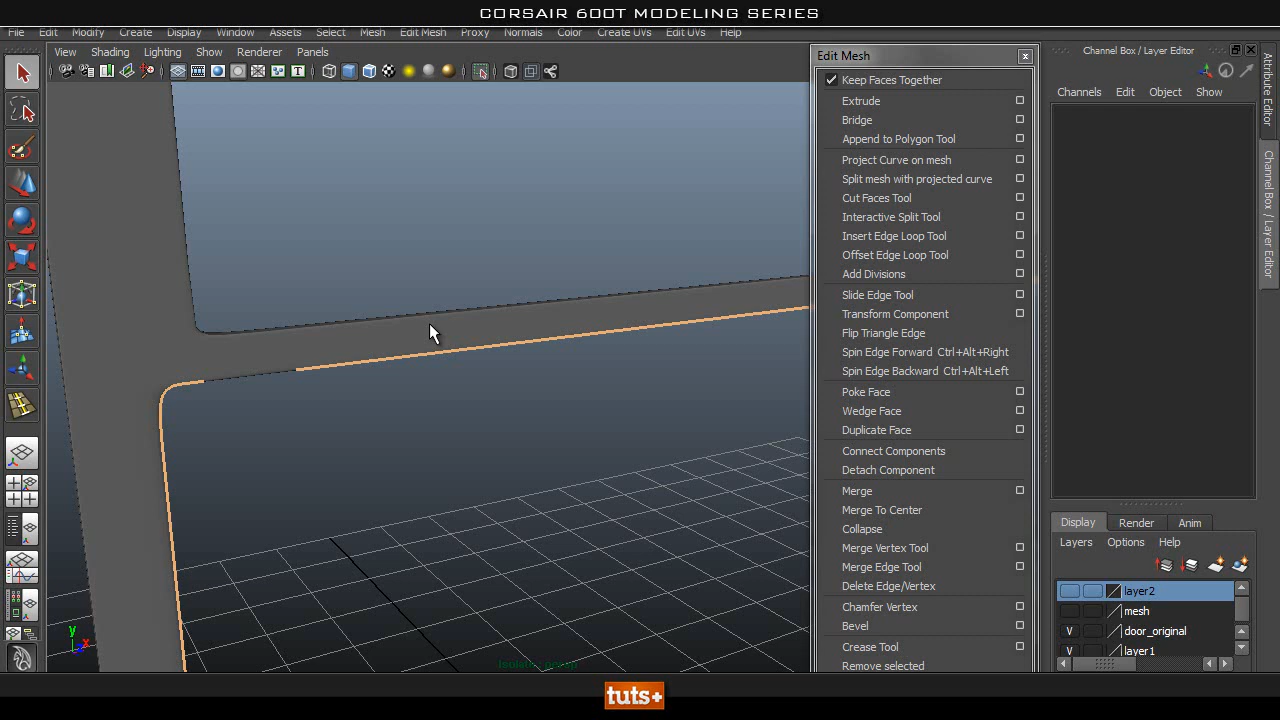 CORSAIR 600T MODELING SERIES
File Edit Modify Create Display Window Assets Select Mesh Edit Mesh Proxy Normals Color Create UVs Edit UVs Help
View Shading Lighting Show Renderer Panels
Edit Mesh
Keep Faces Together
Extrude
Bridge
Append to Polygon Tool
Project Curve on mesh
Split mesh with projected curve
Cut Faces Tool
Interactive Split Tool
Insert Edge Loop Tool
Offset Edge Loop Tool
Add Divisions
Slide Edge Tool
Transform Component
Flip Triangle Edge
Spin Edge Forward Ctrl+Alt+Right
Spin Edge Backward Ctrl+Alt+Left
Poke Face
Wedge Face
Duplicate Face
Connect Components
Detach Component
Merge
Merge To Center
Collapse
Merge Vertex Tool
Merge Edge Tool
Delete Edge/Vertex
Chamfer Vertex
Bevel
Crease Tool
Remove selected
Channel Box / Layer Editor
Channels Edit Object Show
Attribute Editor
Channel Box / Layer Editor
Display Render Anim
Layers Options Help
layer2
mesh
V door_original
V layer1
y
x
z
Isolate : persp
tuts+